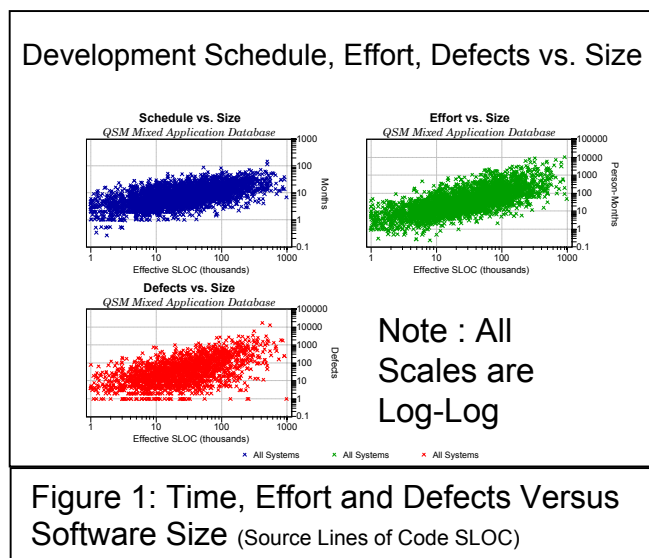 Development Schedule, Effort, Defects vs. Size
Schedule vs. Size
QSM Mixed Application Database
1000
100
10
1
0.1
Months
1 10 100 1000
Effective SLOC (thousands)
Effort vs. Size
QSM Mixed Application Database
100000
10000
1000
100
10
1
0.1
Person-Months
1 10 100 1000
Effective SLOC (thousands)
Defects vs. Size
QSM Mixed Application Database
100000
10000
1000
100
10
1
0.1
Defects
1 10 100 1000
Effective SLOC (thousands)
Note : All
Scales are
Log-Log
All Systems All Systems All Systems
Figure 1: Time, Effort and Defects Versus
Software Size (Source Lines of Code SLOC)